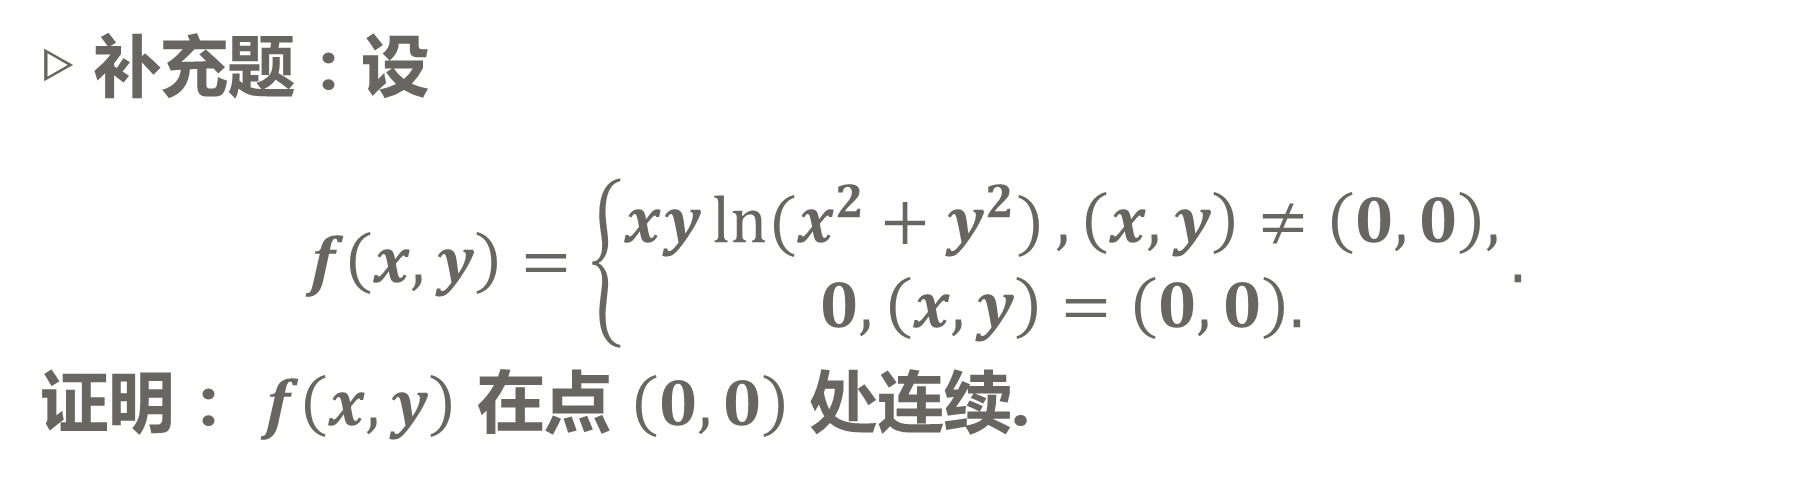 ▷ 补充题：设
f(x,y) = { xy ln(x² + y²) , (x,y) ≠ (0,0),
0, (x,y) = (0,0). .
证明：f(x,y) 在点 (0,0) 处连续.